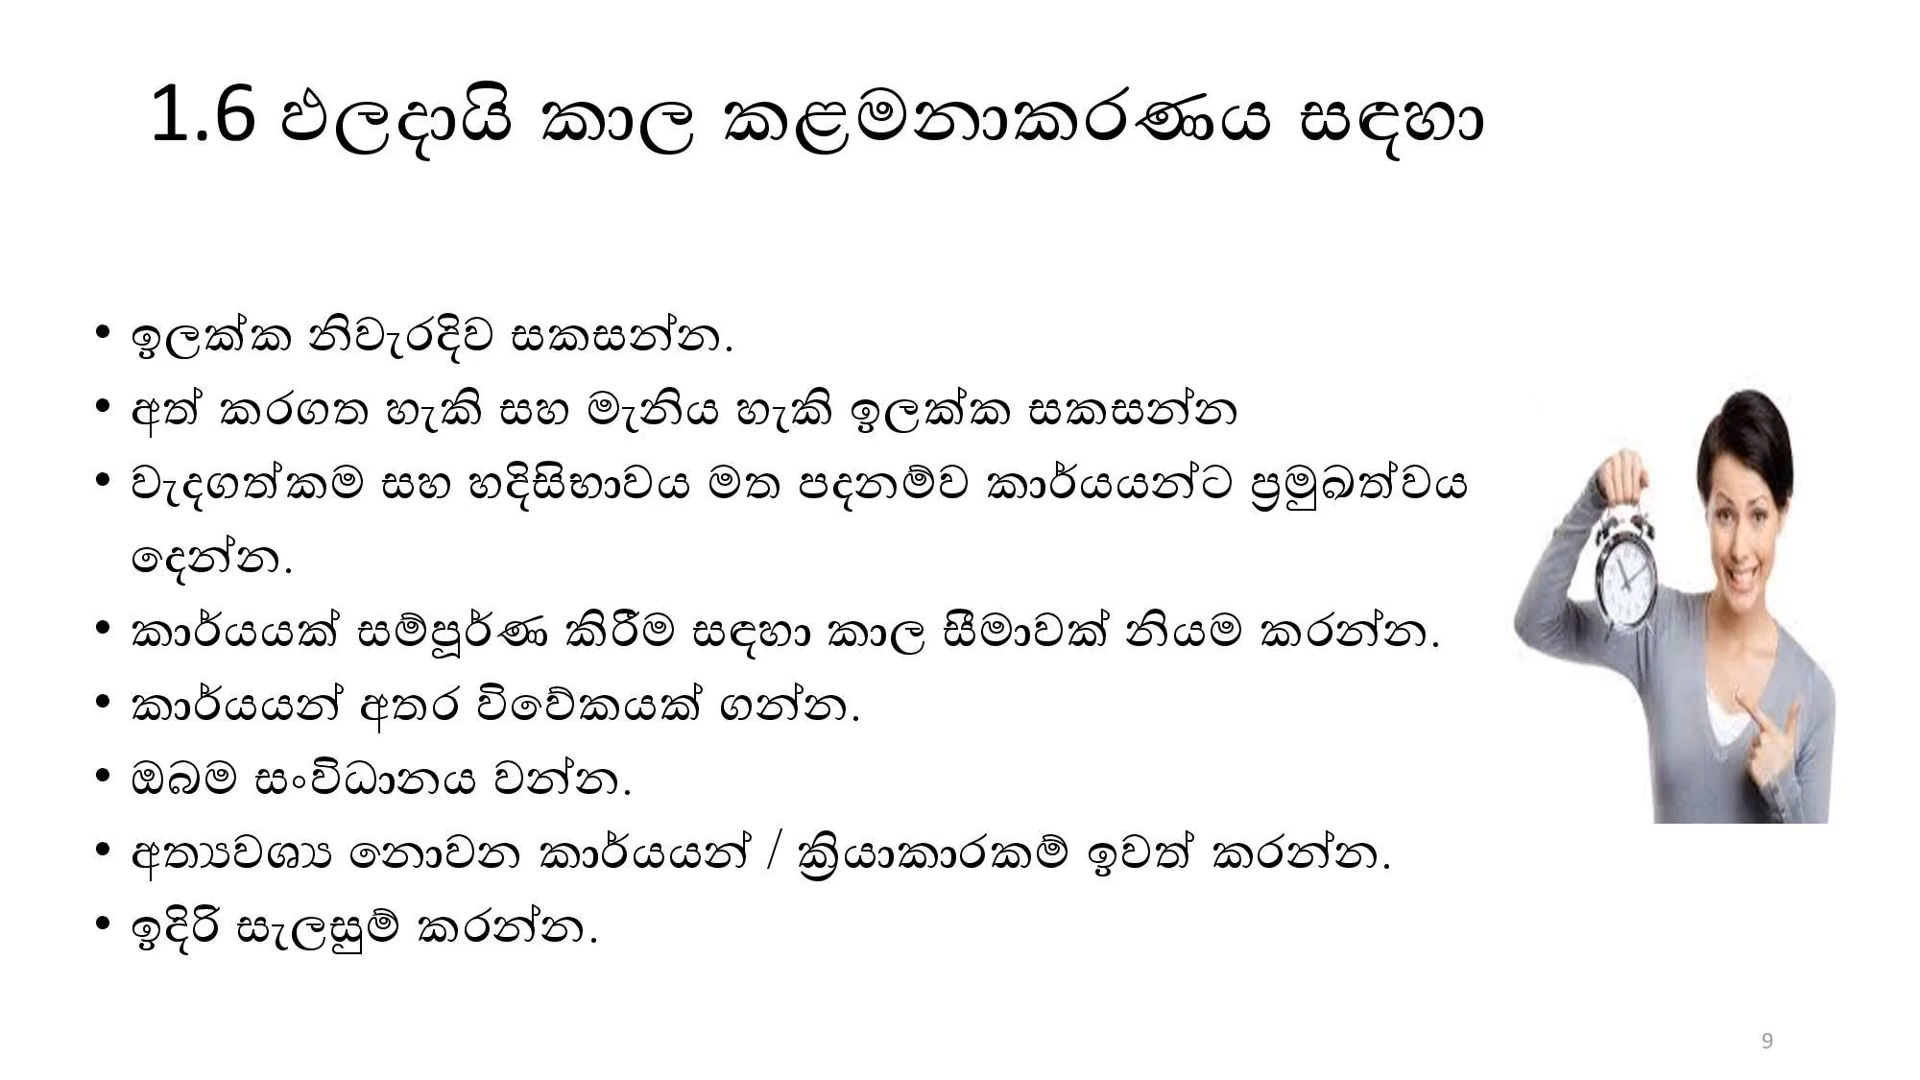 1.6 ඵලදායි කාල කළමනාකරණය සඳහා
• ඉලක්ක නිවැරදිව සකසන්න.
• අත් කරගත හැකි සහ මැනිය හැකි ඉලක්ක සකසන්න
• වැදගත්කම සහ හදිසිභාවය මත පදනම්ව කාර්යයන්ට ප්‍රමුඛත්වය
දෙන්න.
• කාර්යයක් සම්පූර්ණ කිරීම සඳහා කාල සීමාවක් නියම කරන්න.
• කාර්යයන් අතර විවේකයක් ගන්න.
• ඔබම සංවිධානය වන්න.
• අත්‍යවශ්‍ය නොවන කාර්යයන් / ක්‍රියාකාරකම් ඉවත් කරන්න.
• ඉදිරි සැලසුම් කරන්න.
9